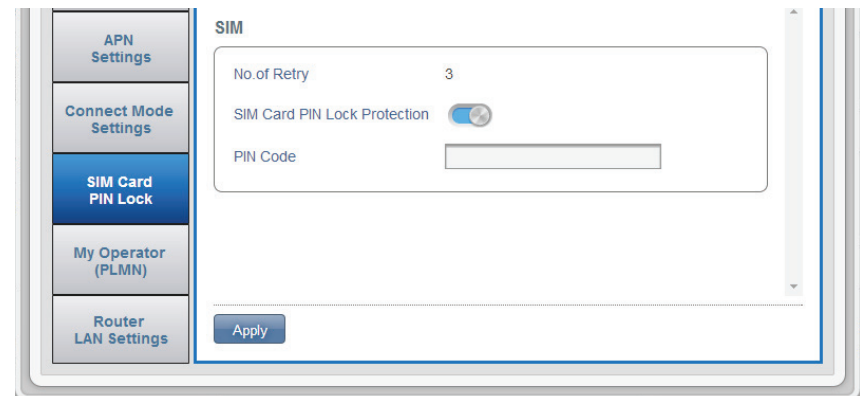 APN
Settings
Connect Mode
Settings
SIM Card
PIN Lock
My Operator
(PLMN)
Router
LAN Settings
SIM
No.of Retry 3
SIM Card PIN Lock Protection
PIN Code
Apply